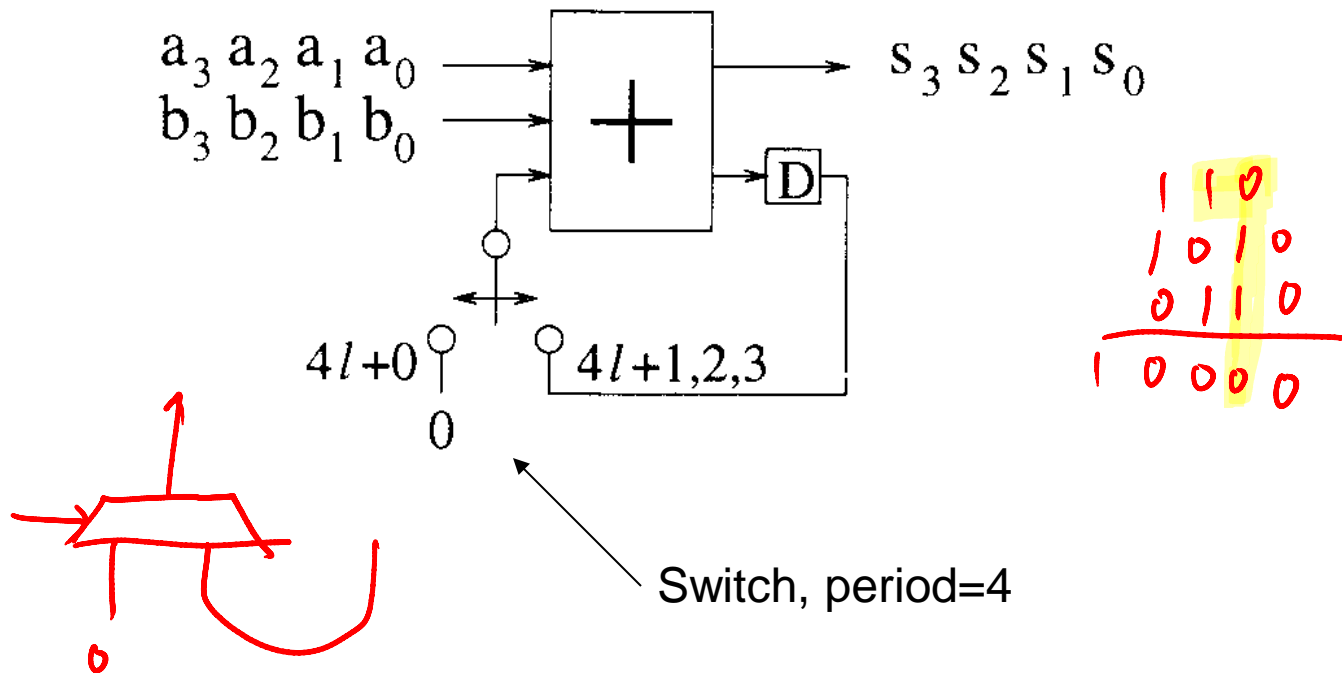 a₃ a₂ a₁ a₀
s₃ s₂ s₁ s₀
b₃ b₂ b₁ b₀
+
D
1 1 0
1 0 1 0
0 1 1 0
1 0 0 0 0
4l+0
4l+1,2,3
0
Switch, period=4
0